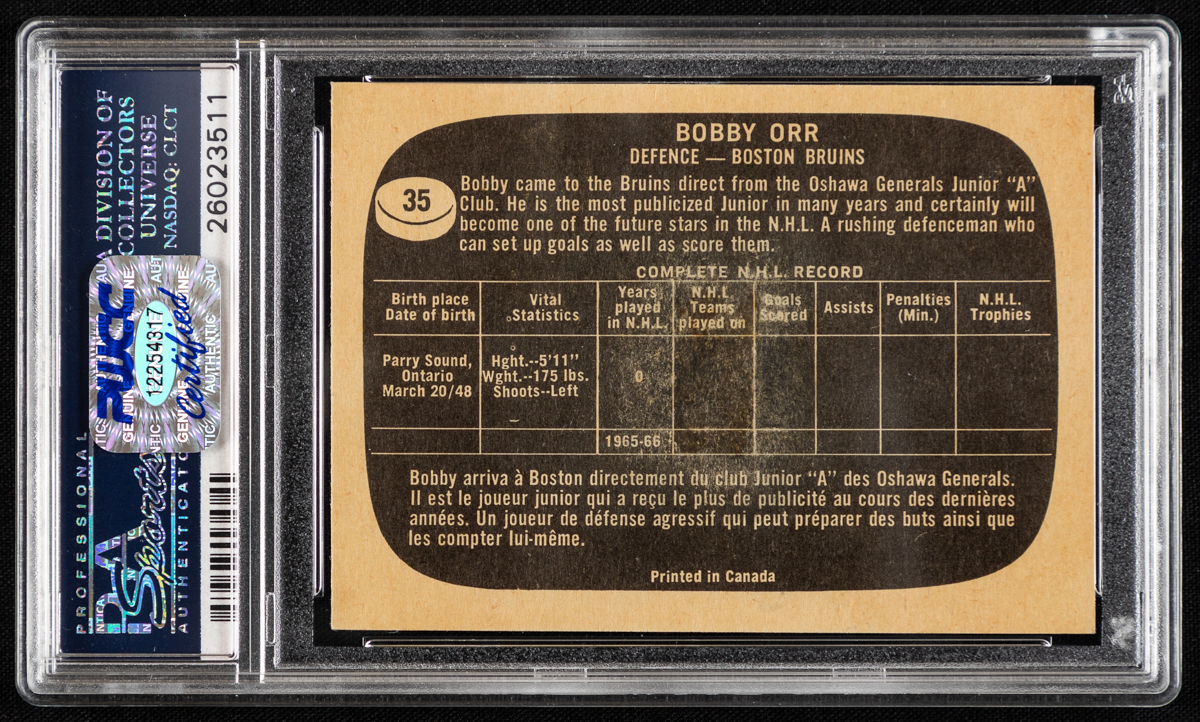 BOBBY ORR
DEFENCE — BOSTON BRUINS
35
Bobby came to the Bruins direct from the Oshawa Generals Junior “A”
Club. He is the most publicized Junior in many years and certainly will
become one of the future stars in the N.H.L. A rushing defenceman who
can set up goals as well as score them.
COMPLETE N.H.L. RECORD
Birth place
Date of birth
Vital
Statistics
Years
played
in N.H.L.
N.H.L.
Teams
played on
Goals
Scored
Assists
Penalties
(Min.)
N.H.L.
Trophies
Parry Sound,
Ontario
March 20/48
Hght.--5'11’’
Wght.--175 lbs.
Shoots--Left
0
1965-66
Bobby arriva à Boston directement du club Junior “A” des Oshawa Generals.
Il est le joueur junior qui a reçu le plus de publicité au cours des dernières
années. Un joueur de défense agressif qui peut préparer des buts ainsi que
les compter lui-même.
Printed in Canada
A DIVISION OF
COLLECTORS
UNIVERSE
NASDAQ: CLCT
26023511
PWCC
12254317
Certified
GENUINE
AUTHENTIC
PROFESSIONAL
PSA
Sports